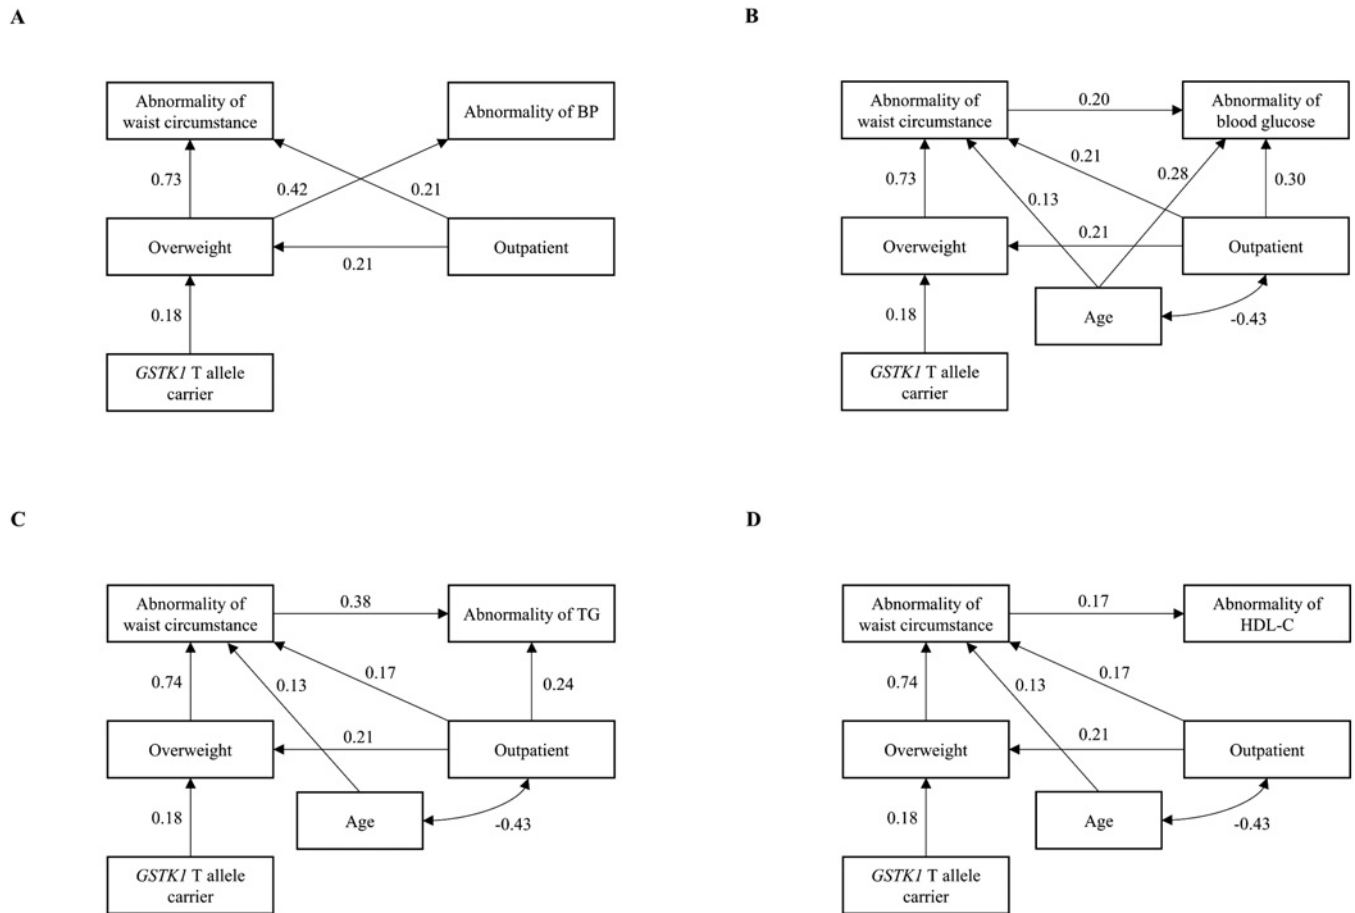 A
Abnormality of
waist circumstance
Abnormality of BP
0.73
0.42
0.21
Overweight
Outpatient
0.21
0.18
GSTK1 T allele
carrier
B
Abnormality of
waist circumstance
0.20
Abnormality of
blood glucose
0.73
0.21
0.28
0.30
0.13
Overweight
0.21
Outpatient
0.18
Age
-0.43
GSTK1 T allele
carrier
C
Abnormality of
waist circumstance
0.38
Abnormality of TG
0.74
0.13
0.17
0.24
Overweight
0.21
Outpatient
0.18
Age
-0.43
GSTK1 T allele
carrier
D
Abnormality of
waist circumstance
0.17
Abnormality of
HDL-C
0.74
0.13
0.17
Overweight
0.21
Outpatient
0.18
Age
-0.43
GSTK1 T allele
carrier